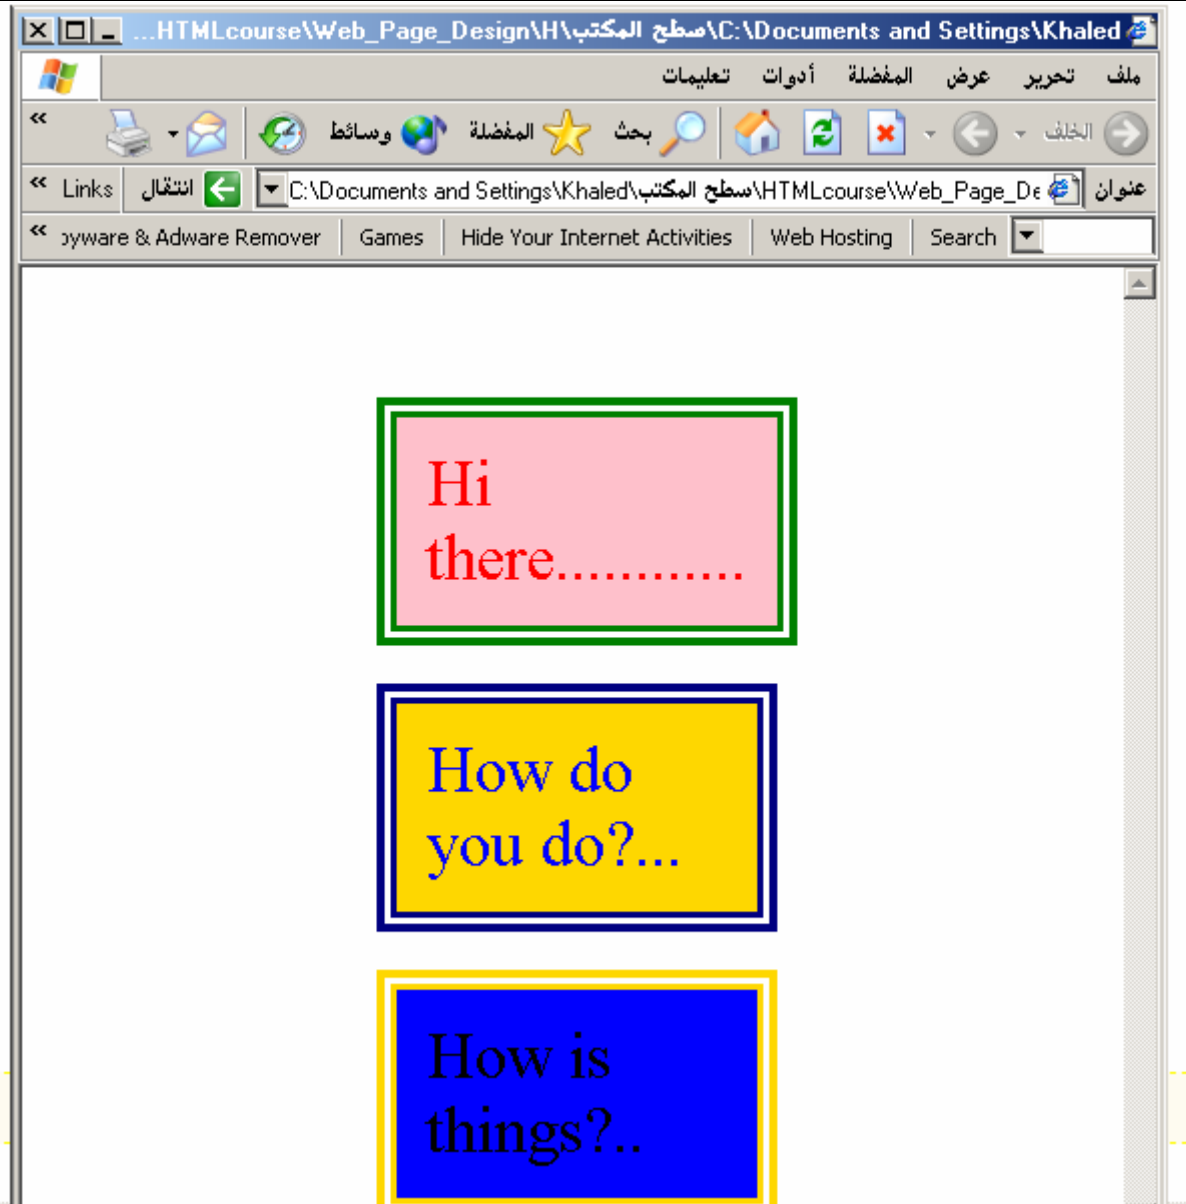 ...HTMLcourse\Web_Page_Design\H\صطح المكتب\C:\Documents and Settings\Khaled
ملف تحرير عرض المفضلة أدوات تعليمات
الخلف بحث المفضلة وسائط »
عنوان C:\Documents and Settings\Khaled\سطح المكتب\HTMLcourse\Web_Page_De انتقال Links »
» pyware & Adware Remover Games Hide Your Internet Activities Web Hosting Search
Hi
there............
How do
you do?...
How is
things?..